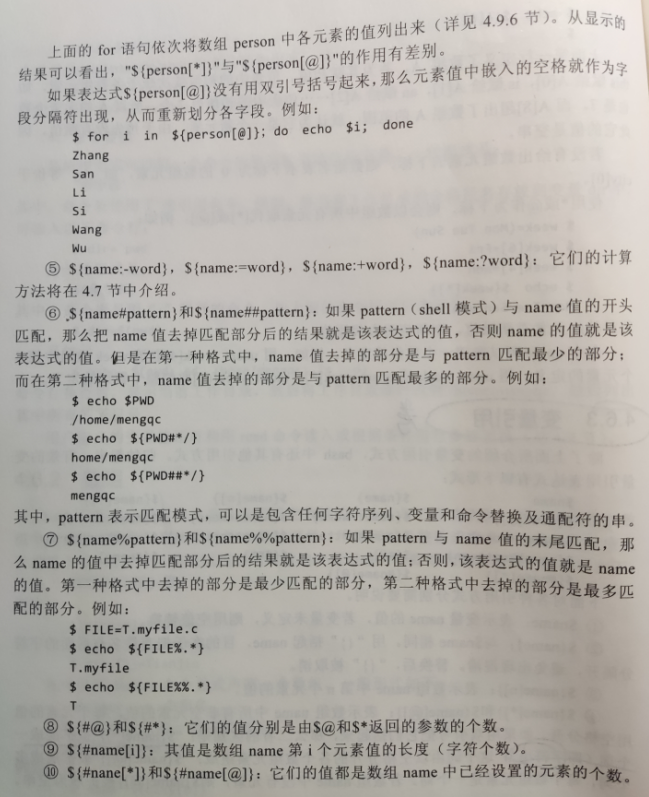 上面的 for 语句依次将数组 person 中各元素的值列出来（详见 4.9.6 节）。从显示的
结果可以看出，"${person[*]}"与"${person[@]}"的作用有差别。
如果表达式${person[@]}没有用双引号括号起来，那么元素值中嵌入的空格就作为字
段分隔符出现，从而重新划分各字段。例如：
$ for i in ${person[@]}; do echo $i; done
Zhang
San
Li
Si
Wang
Wu
⑤ ${name:-word}，${name:=word}，${name:+word}，${name:?word}：它们的计算
方法将在 4.7 节中介绍。
⑥ ${name#pattern}和${name##pattern}：如果 pattern（shell 模式）与 name 值的开头
匹配，那么把 name 值去掉匹配部分后的结果就是该表达式的值，否则 name 的值就是该
表达式的值。但是在第一种格式中，name 值去掉的部分是与 pattern 匹配最少的部分；
而在第二种格式中，name 值去掉的部分是与 pattern 匹配最多的部分。例如：
$ echo $PWD
/home/mengqc
$ echo ${PWD#*/}
home/mengqc
$ echo ${PWD##*/}
mengqc
其中，pattern 表示匹配模式，可以是包含任何字符序列、变量和命令替换及通配符的串。
⑦ ${name%pattern}和${name%%pattern}：如果 pattern 与 name 值的末尾匹配，那
么 name 的值中去掉匹配部分后的结果就是该表达式的值；否则，该表达式的值就是 name
的值。第一种格式中去掉的部分是最少匹配的部分，第二种格式中去掉的部分是最多匹
配的部分。例如：
$ FILE=T.myfile.c
$ echo ${FILE%.*}
T.myfile
$ echo ${FILE%%.*}
T
⑧ ${#@}和${#*}：它们的值分别是由$@和$*返回的参数的个数。
⑨ ${#name[i]}：其值是数组 name 第 i 个元素值的长度（字符个数）。
⑩ ${#nane[*]}和${#name[@]}：它们的值都是数组 name 中已经设置的元素的个数。